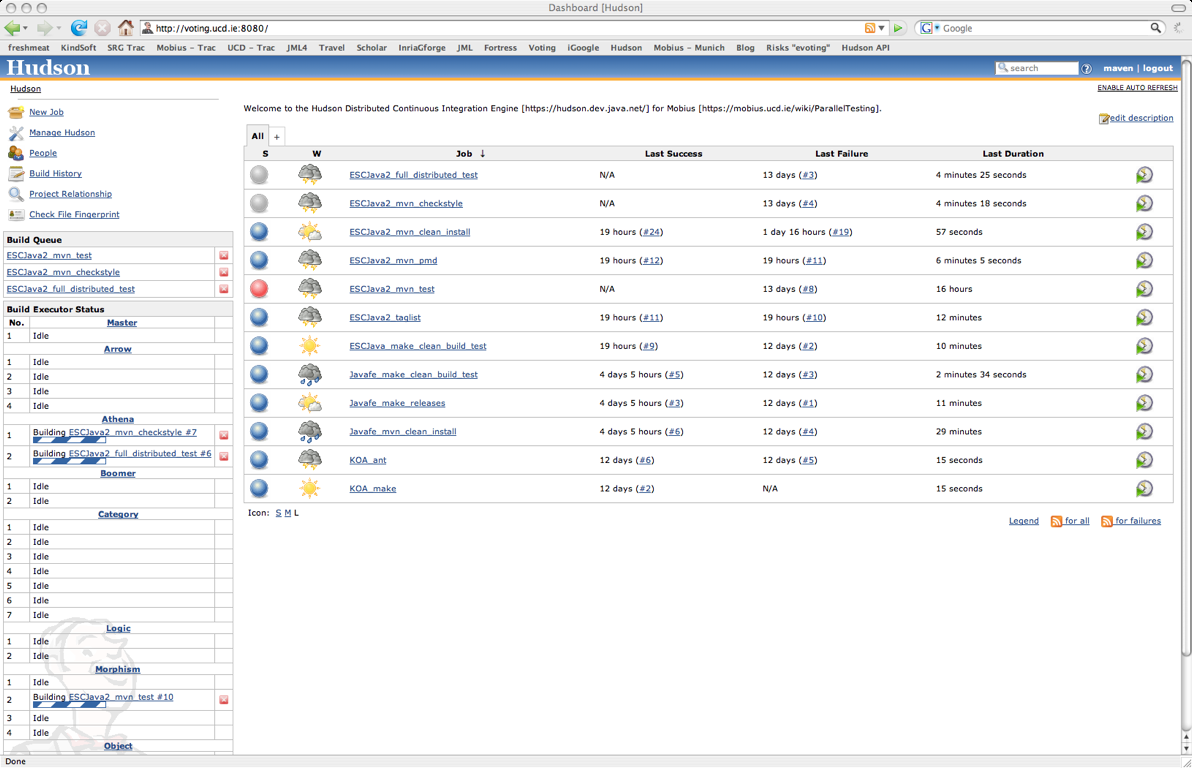 Dashboard [Hudson]
http://voting.ucd.ie:8080/
Google
freshmeat KindSoft SRG Trac Mobius - Trac UCD - Trac JML4 Travel Scholar InriaGforge JML Fortress Voting iGoogle Hudson Mobius - Munich Blog Risks "evoting" Hudson API
Hudson
search
maven | logout
Hudson
ENABLE AUTO REFRESH
New Job
Manage Hudson
People
Build History
Project Relationship
Check File Fingerprint
Build Queue
ESCJava2_mvn_test
ESCJava2_mvn_checkstyle
ESCJava2_full_distributed_test
Build Executor Status
No. Master
1 Idle
Arrow
1 Idle
2 Idle
3 Idle
4 Idle
Athena
1 Building ESCJava2_mvn_checkstyle #7
2 Building ESCJava2_full_distributed_test #6
Boomer
1 Idle
2 Idle
Category
1 Idle
2 Idle
3 Idle
4 Idle
5 Idle
6 Idle
7 Idle
Logic
1 Idle
2 Idle
Morphism
1 Idle
2 Building ESCJava2_mvn_test #10
3 Idle
4 Idle
Object
Welcome to the Hudson Distributed Continuous Integration Engine [https://hudson.dev.java.net/] for Mobius [https://mobius.ucd.ie/wiki/ParallelTesting].
edit description
All +
S W Job ↓ Last Success Last Failure Last Duration
ESCJava2_full_distributed_test N/A 13 days (#3) 4 minutes 25 seconds
ESCJava2_mvn_checkstyle N/A 13 days (#4) 4 minutes 18 seconds
ESCJava2_mvn_clean_install 19 hours (#24) 1 day 16 hours (#19) 57 seconds
ESCJava2_mvn_pmd 19 hours (#12) 19 hours (#11) 6 minutes 5 seconds
ESCJava2_mvn_test N/A 13 days (#8) 16 hours
ESCJava2_taglist 19 hours (#11) 19 hours (#10) 12 minutes
ESCJava_make_clean_build_test 19 hours (#9) 12 days (#2) 10 minutes
Javafe_make_clean_build_test 4 days 5 hours (#5) 12 days (#3) 2 minutes 34 seconds
Javafe_make_releases 4 days 5 hours (#3) 12 days (#1) 11 minutes
Javafe_mvn_clean_install 4 days 5 hours (#6) 12 days (#4) 29 minutes
KOA_ant 12 days (#6) 12 days (#5) 15 seconds
KOA_make 12 days (#2) N/A 15 seconds
Icon: S M L
Legend for all for failures
Done